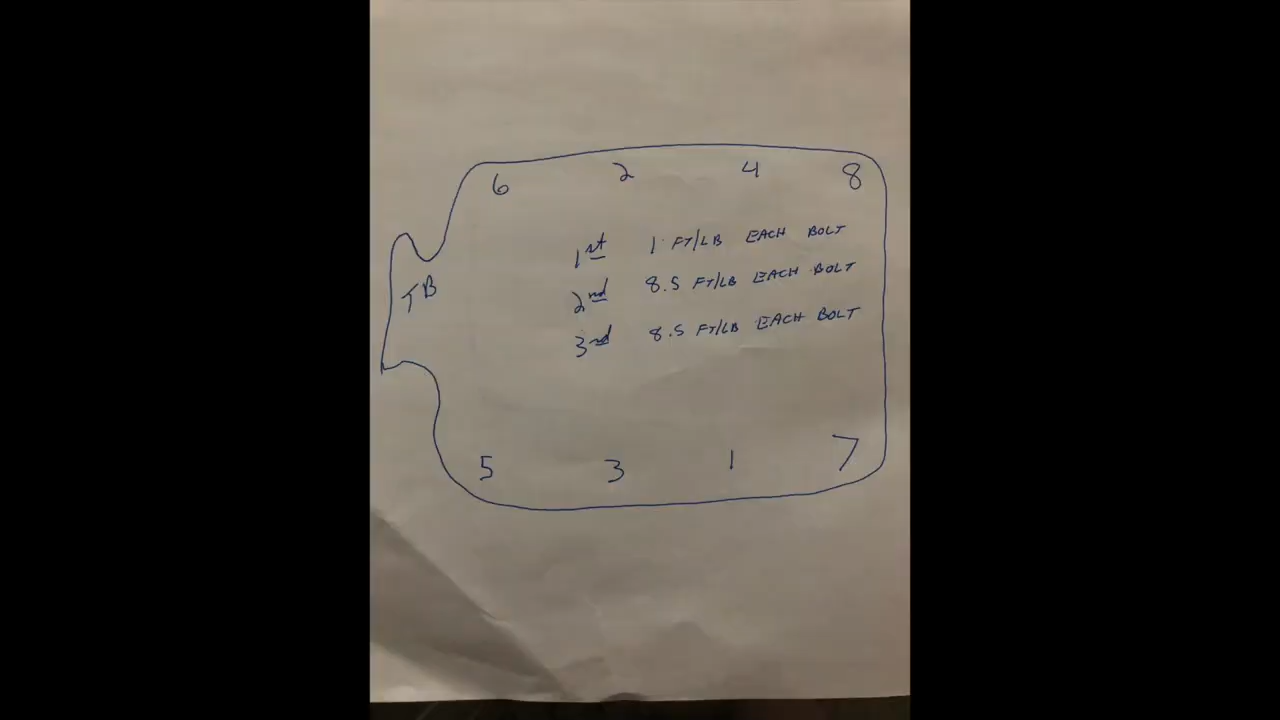 6 2 4 8
1st 1 FT/LB EACH BOLT
TB
2nd 8.5 FT/LB EACH BOLT
3nd 8.5 FT/LB EACH BOLT
5 3 1 7